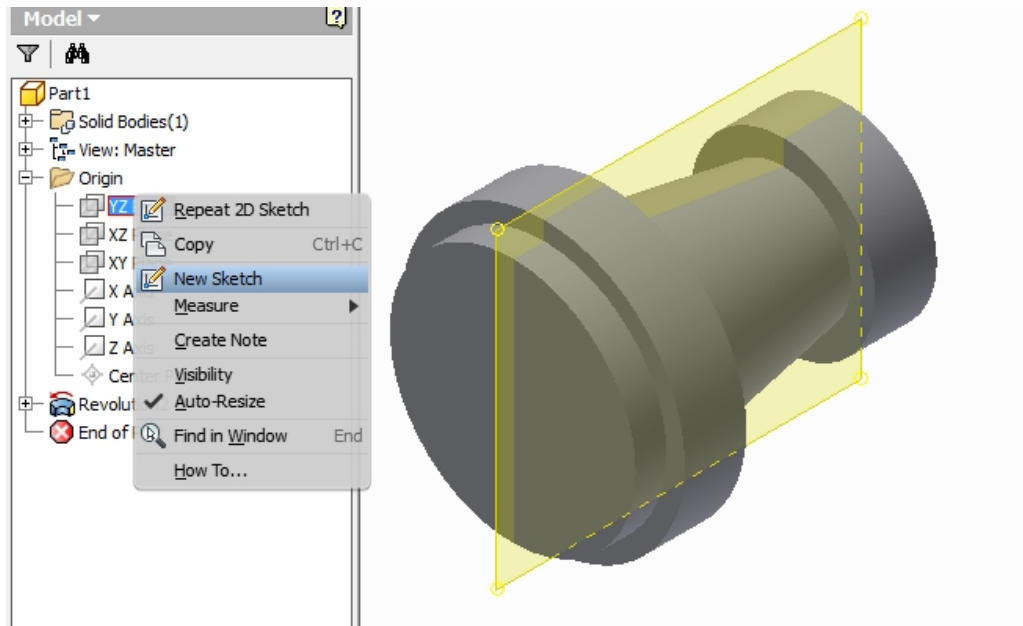 Model
Part1
Solid Bodies(1)
View: Master
Origin
YZ
Repeat 2D Sketch
XZ
Copy Ctrl+C
XY
New Sketch
X A
Measure
Y A
Create Note
Z A
Visibility
Cen
Revolut
Auto-Resize
End of
Find in Window End
How To...